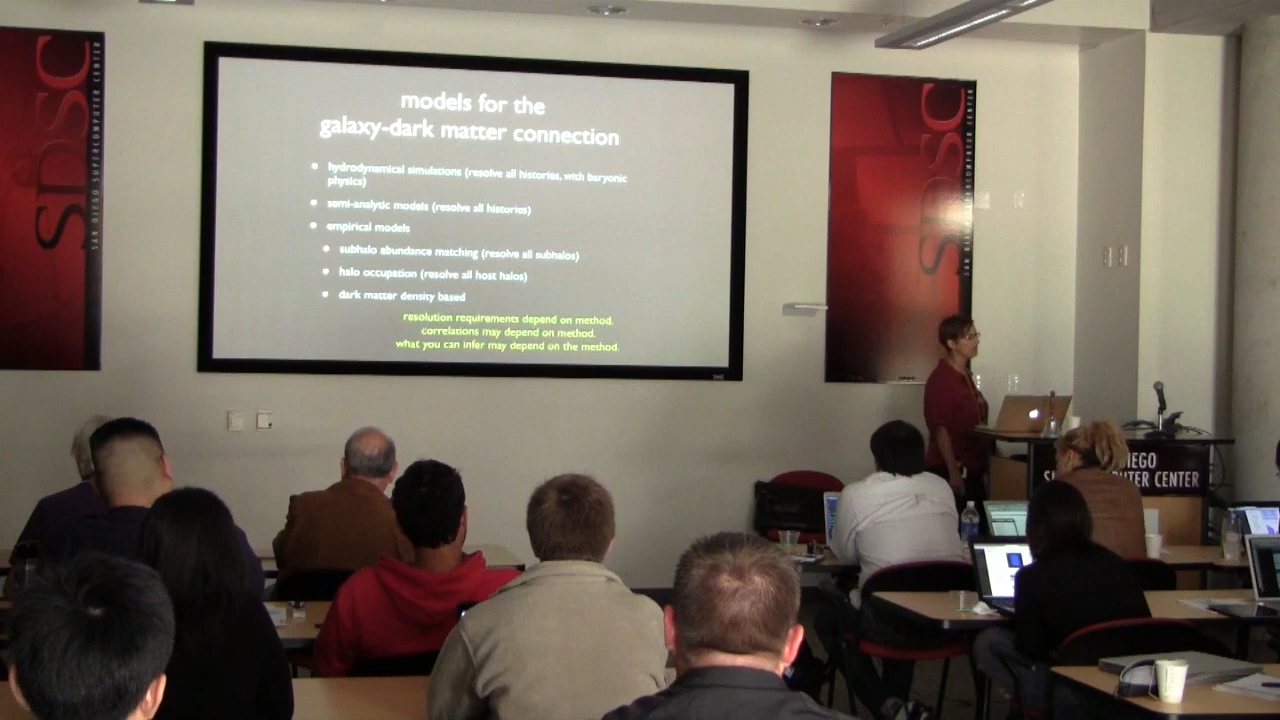 SDSC
SAN DIEGO SUPERCOMPUTER CENTER
models for the
galaxy-dark matter connection
• hydrodynamical simulations (resolve all histories, with baryonic
physics)
• semi-analytic models (resolve all histories)
• empirical models
• subhalo abundance matching (resolve all subhalos)
• halo occupation (resolve all host halos)
• dark matter density based
resolution requirements depend on method.
correlations may depend on method.
what you can infer may depend on the method.
SDSC
SAN DIEGO SUPERCOMPUTER CENTER
DIEGO
CENTER